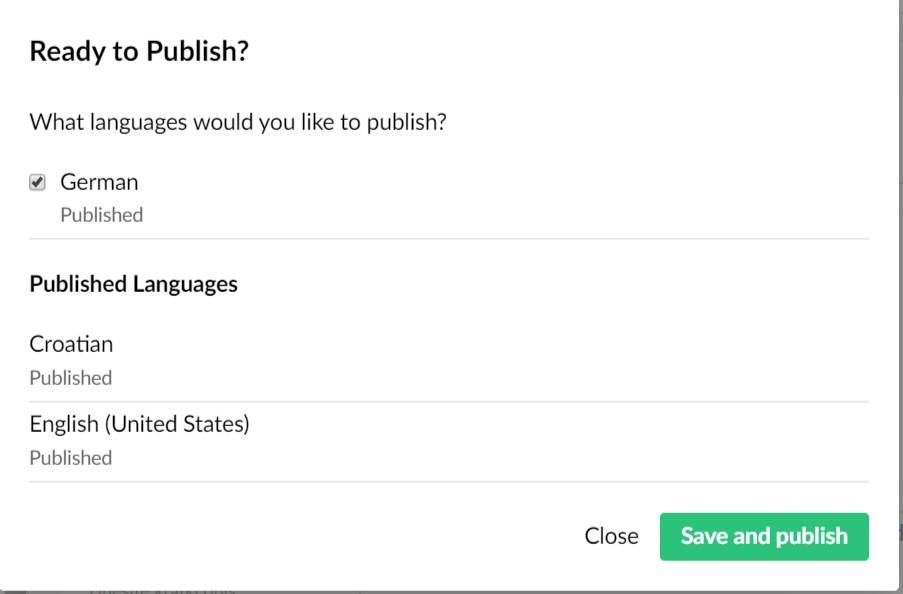 Ready to Publish?
What languages would you like to publish?
German
Published
Published Languages
Croatian
Published
English (United States)
Published
Close Save and publish